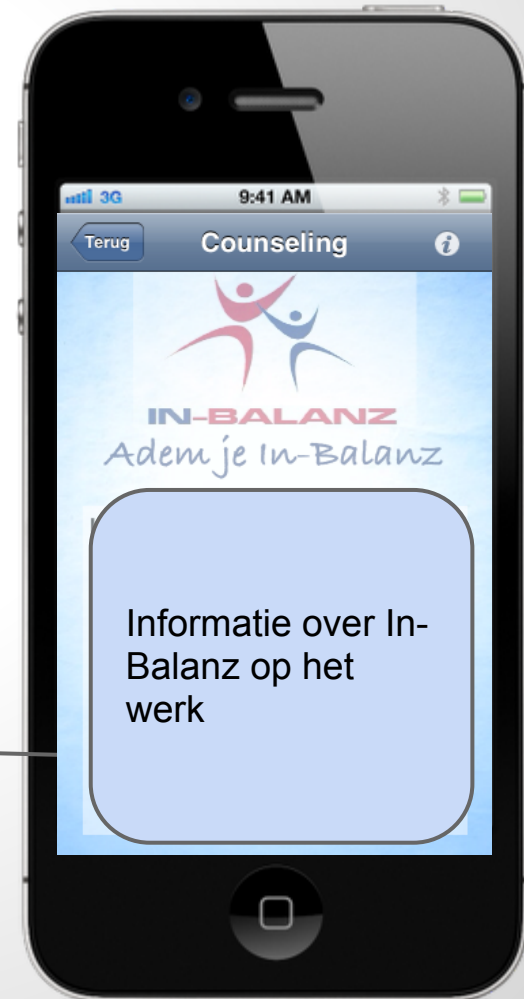 3G 9:41 AM
Terug Counseling i
IN-BALANZ
Adem je In-Balanz
Informatie over In-
Balanz op het
werk